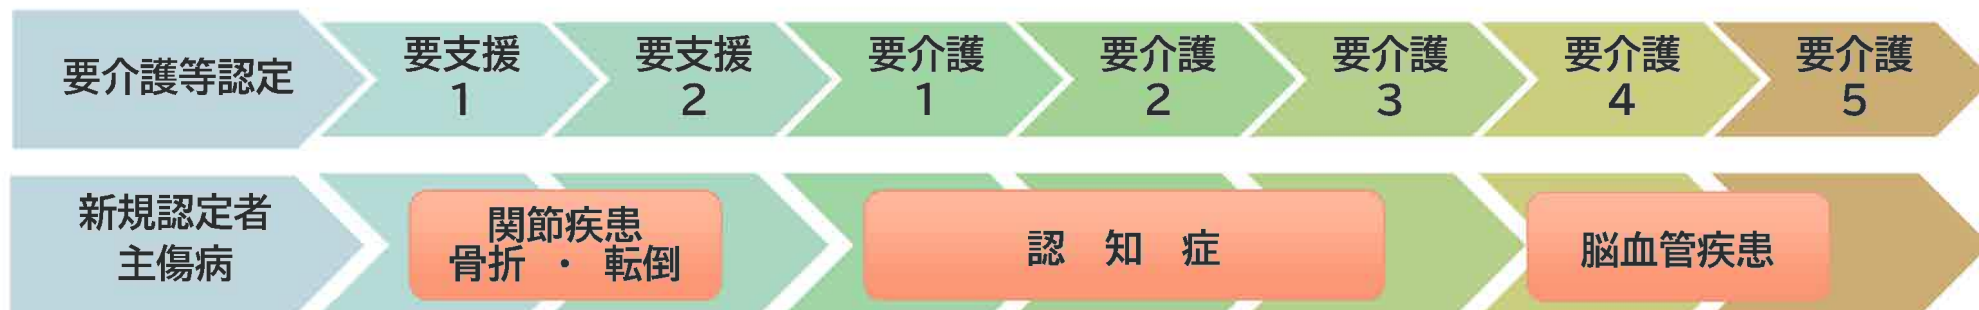 要介護等認定
要支援
1
要支援
2
要介護
1
要介護
2
要介護
3
要介護
4
要介護
5
新規認定者
主傷病
関節疾患
骨折 ・ 転倒
認 知 症
脳血管疾患